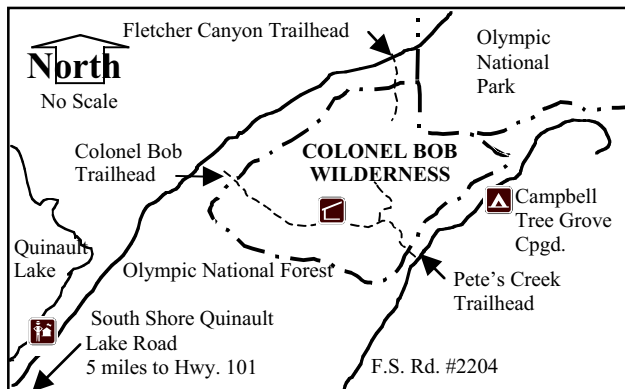 Fletcher Canyon Trailhead
North
No Scale
Olympic
National
Park
Colonel Bob
Trailhead
COLONEL BOB
WILDERNESS
Campbell
Tree Grove
Cpgd.
Quinault
Lake
Olympic National Forest
Pete’s Creek
Trailhead
South Shore Quinault
Lake Road
5 miles to Hwy. 101
F.S. Rd. #2204